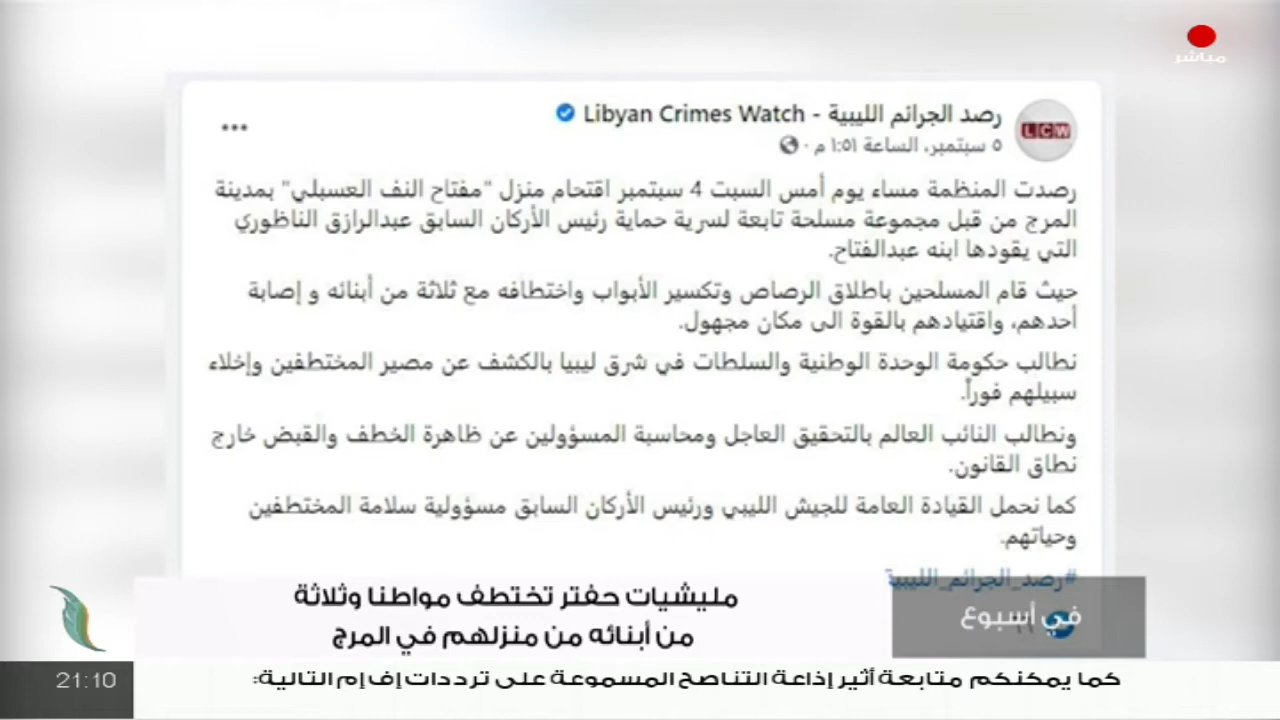 مباشر
رصد الجرائم الليبية - Libyan Crimes Watch
LCW
٥ سبتمبر، الساعة ١:٥١ م ·
رصدت المنظمة مساء يوم أمس السبت 4 سبتمبر اقتحام منزل "مفتاح النف العسبلي" بمدينة
المرج من قبل مجموعة مسلحة تابعة لسرية حماية رئيس الأركان السابق عبدالرازق الناظوري
التي يقودها ابنه عبدالفتاح.
حيث قام المسلحين باطلاق الرصاص وتكسير الأبواب واختطافه مع ثلاثة من أبنائه و إصابة
أحدهم، واقتيادهم بالقوة الى مكان مجهول.
نطالب حكومة الوحدة الوطنية والسلطات في شرق ليبيا بالكشف عن مصير المختطفين وإخلاء
سبيلهم فوراً.
ونطالب النائب العالم بالتحقيق العاجل ومحاسبة المسؤولين عن ظاهرة الخطف والقبض خارج
نطاق القانون.
كما نحمل القيادة العامة للجيش الليبي ورئيس الأركان السابق مسؤولية سلامة المختطفين
وحياتهم.
#رصد_الجرائم_الليبية
في أسبوع
مليشيات حفتر تختطف مواطنا وثلاثة
من أبنائه من منزلهم في المرج
كما يمكنكم متابعة أثير إذاعة التناصح المسموعة على ترددات إف إم التالية:
21:10